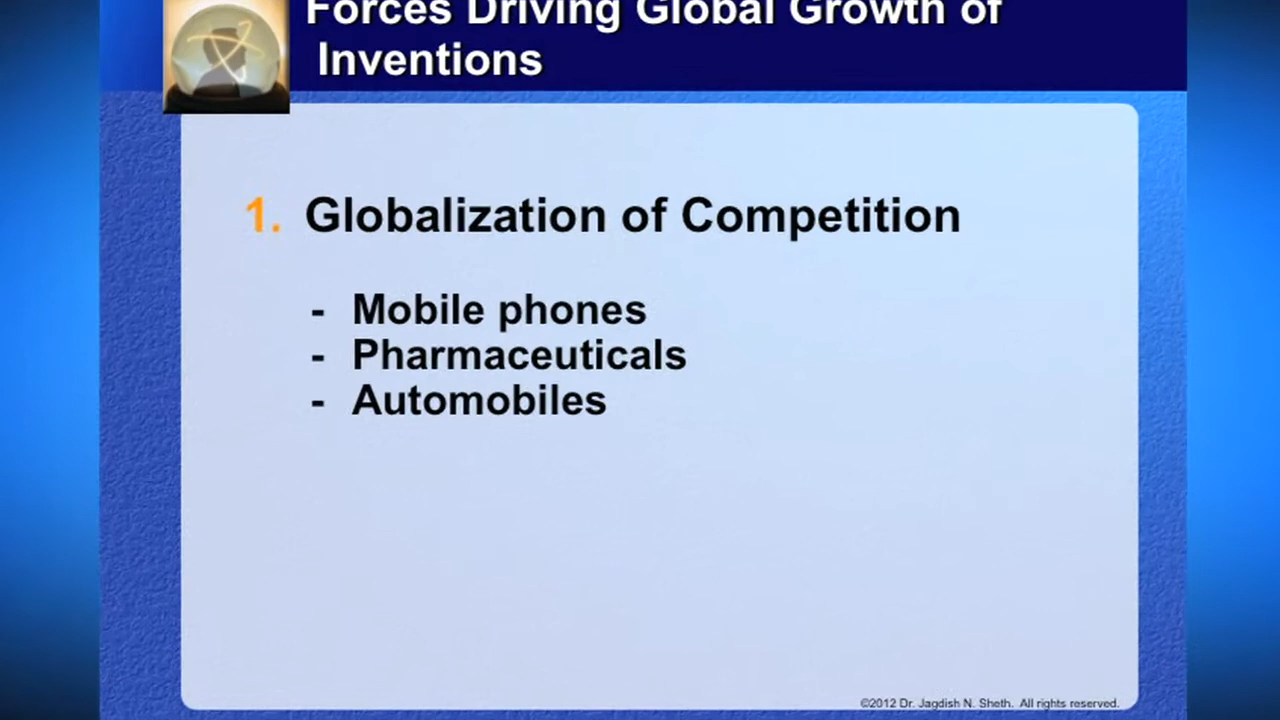 Forces Driving Global Growth of
Inventions
1. Globalization of Competition
- Mobile phones
- Pharmaceuticals
- Automobiles
©2012 Dr. Jagdish N. Sheth. All rights reserved.